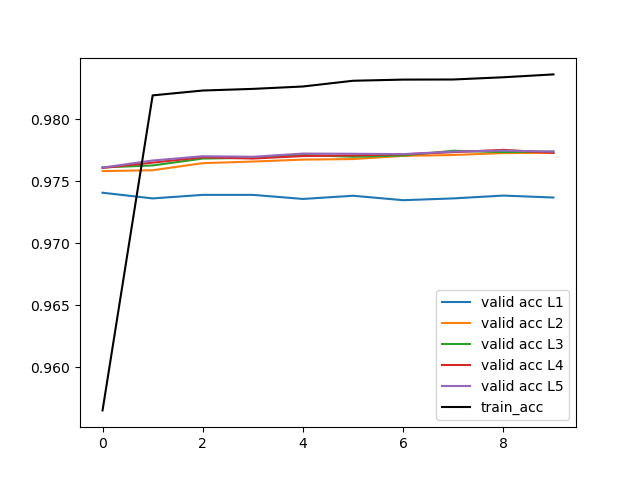 0.980
0.975
0.970
0.965
0.960
0
2
4
6
8
valid acc L1
valid acc L2
valid acc L3
valid acc L4
valid acc L5
train_acc